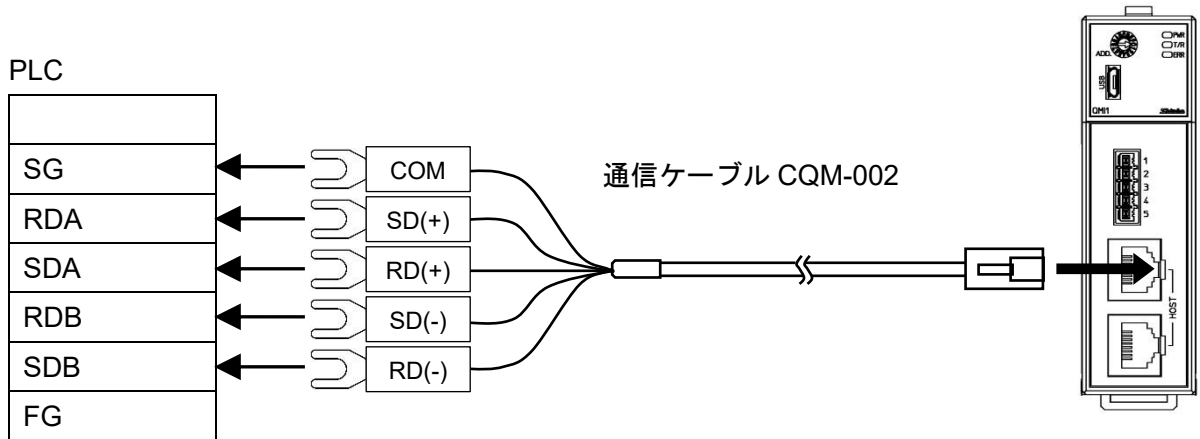 PLC
SG
RDA
SDA
RDB
SDB
FG
COM
SD(+)
RD(+)
SD(-)
RD(-)
通信ケーブル CQM-002
ADD.
PWR
T/R
ERR
USB
QMI1
Shinko
1
2
3
4
5
HOST